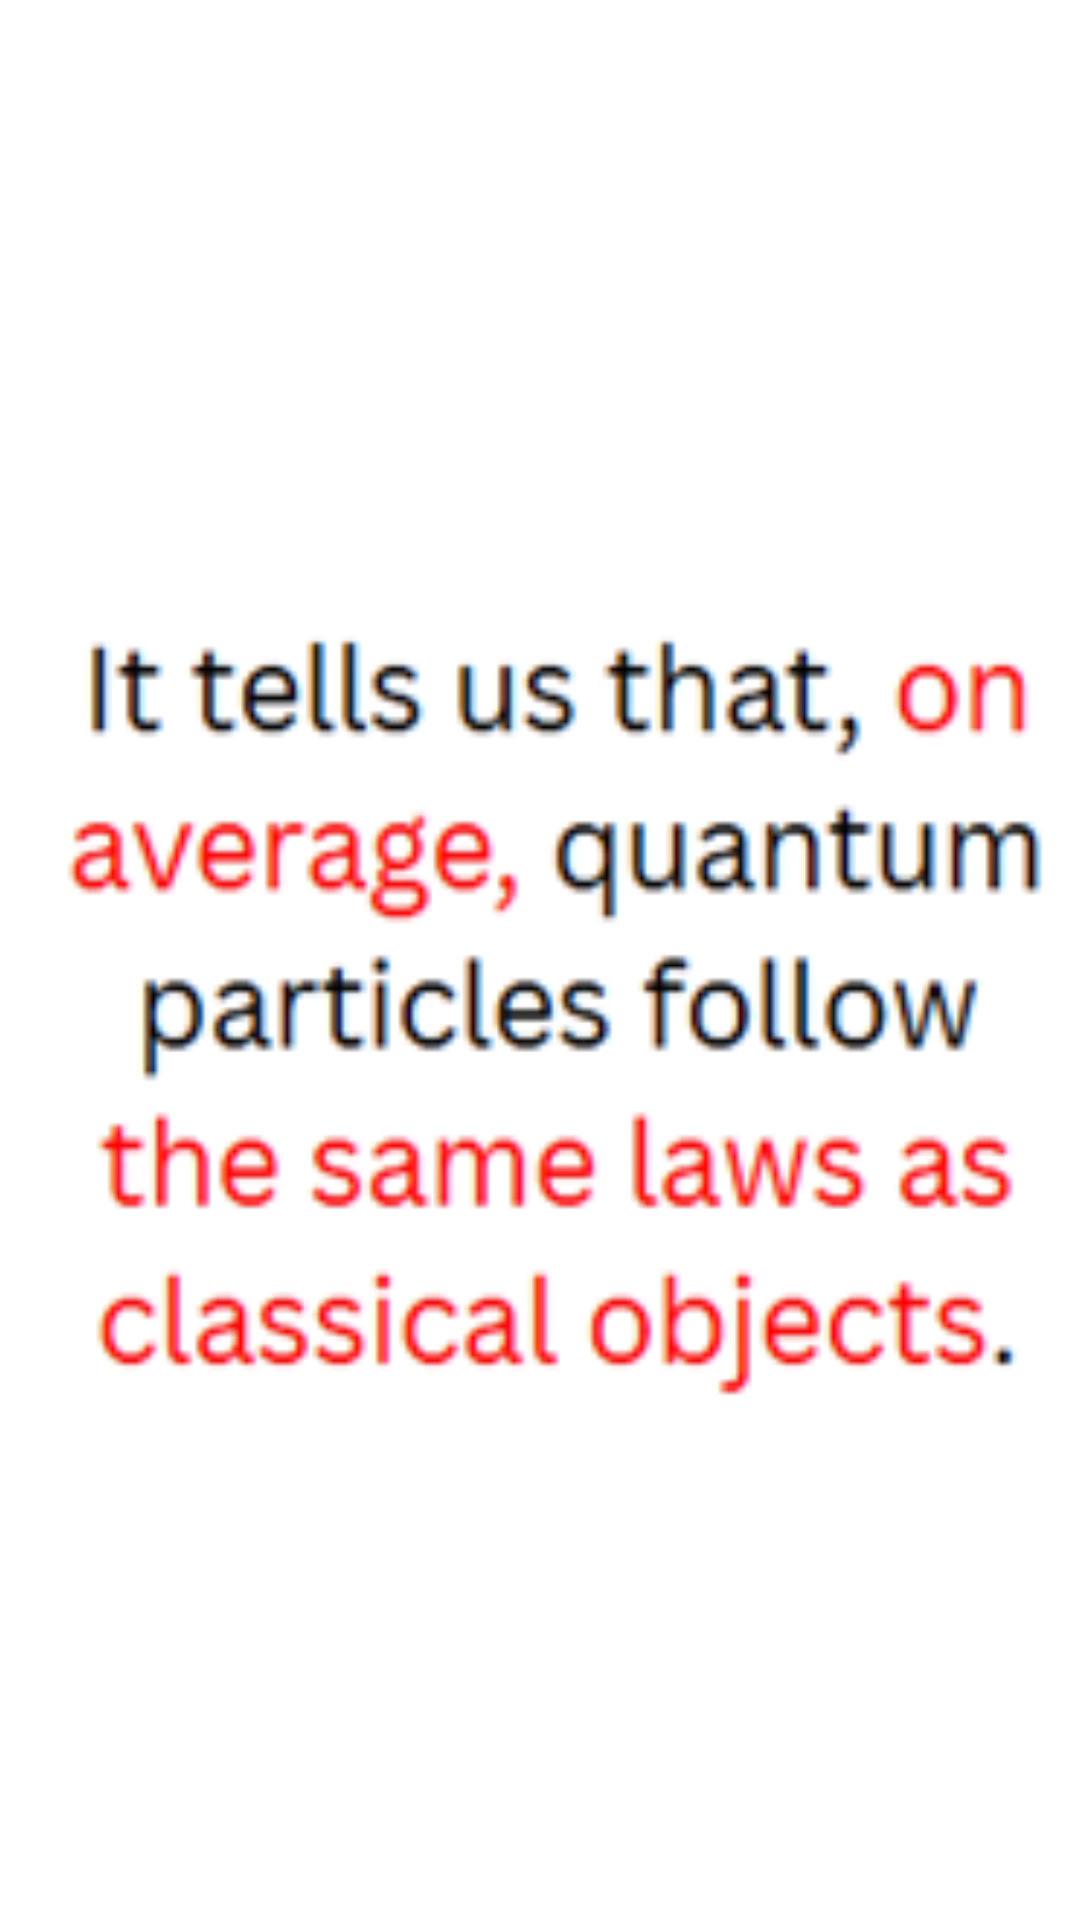 It tells us that, on
average, quantum
particles follow
the same laws as
classical objects.